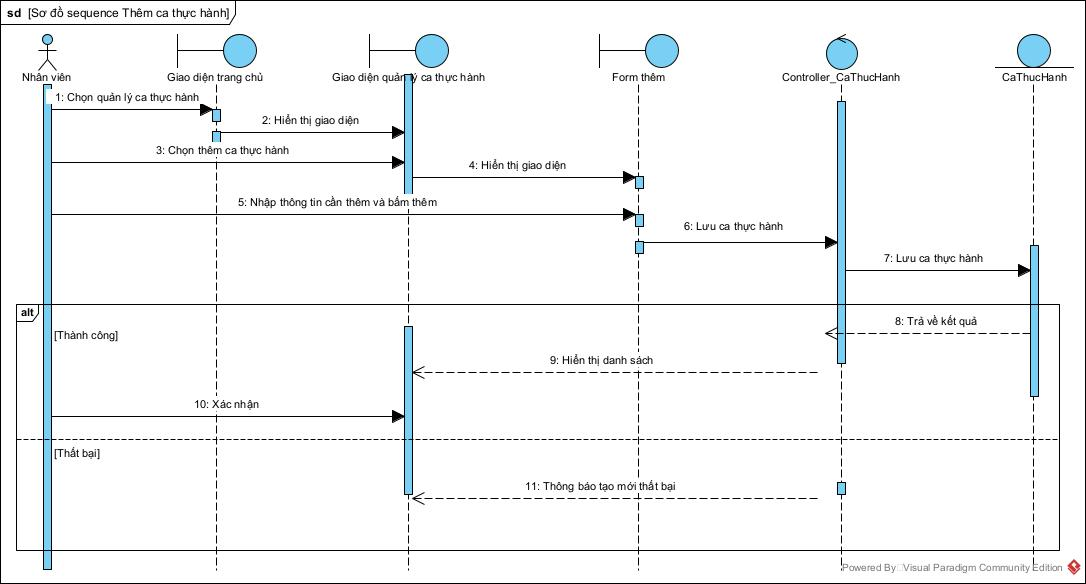 sd [Sơ đồ sequence Thêm ca thực hành]
Nhân viên
Giao diện trang chủ
Giao diện quản lý ca thực hành
Form thêm
Controller_CaThucHanh
CaThucHanh
1: Chọn quản lý ca thực hành
2: Hiển thị giao diện
3: Chọn thêm ca thực hành
4: Hiển thị giao diện
5: Nhập thông tin cần thêm và bấm thêm
6: Lưu ca thực hành
7: Lưu ca thực hành
alt
8: Trả về kết quả
[Thành công]
9: Hiển thị danh sách
10: Xác nhận
[Thất bại]
11: Thông báo tạo mới thất bại
Powered By Visual Paradigm Community Edition